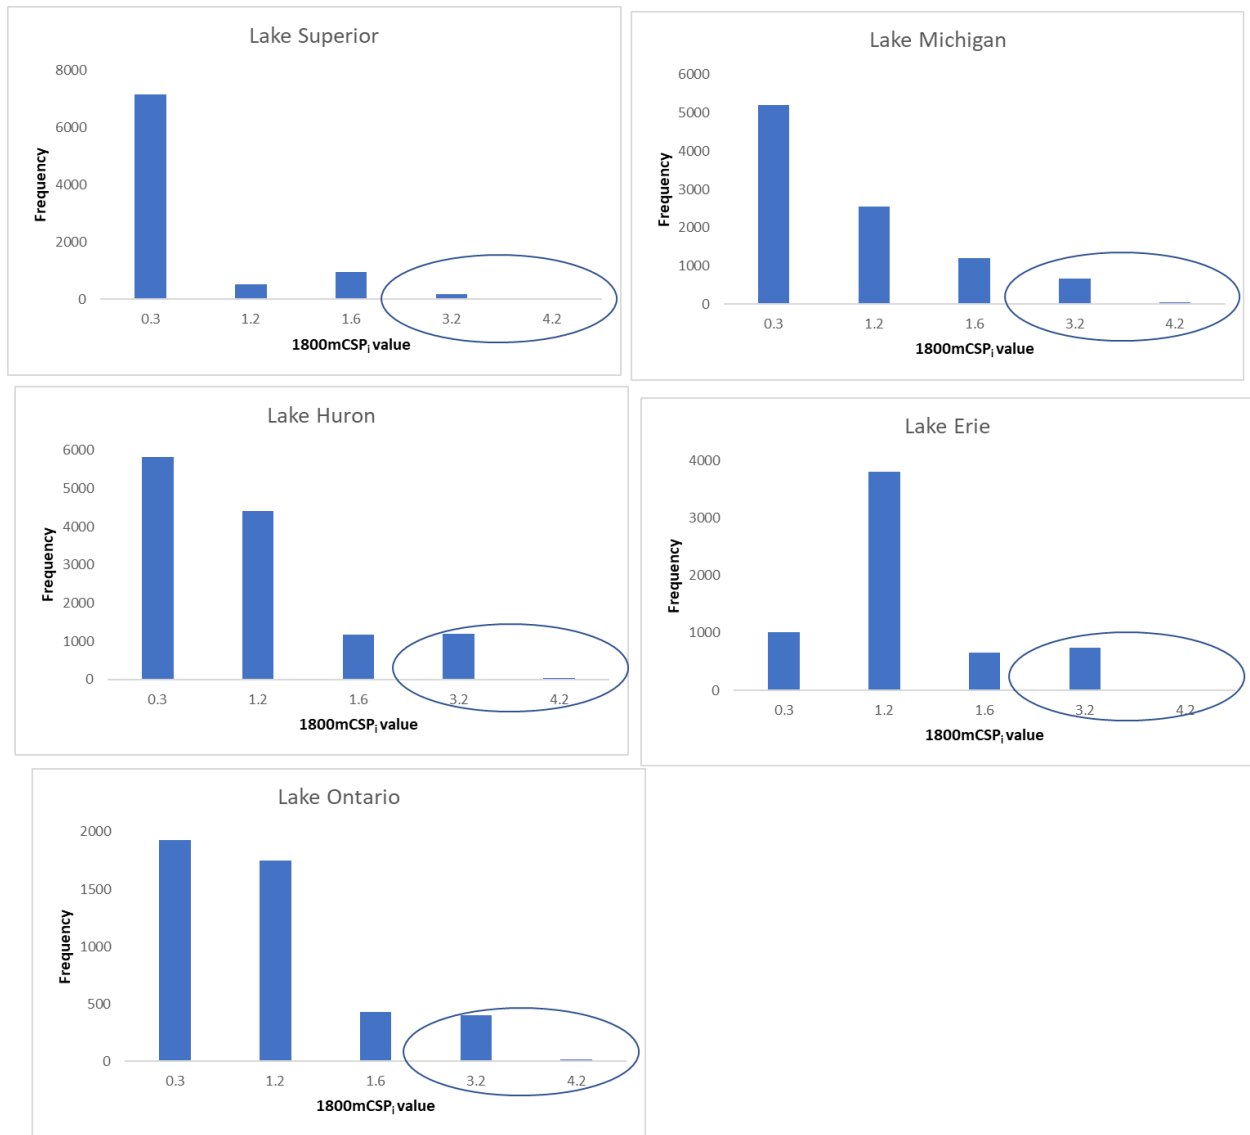 Lake Superior
8000
6000
4000
2000
0
Frequency
0.3 1.2 1.6 3.2 4.2
1800mCSPi value
Lake Michigan
6000
5000
4000
3000
2000
1000
0
Frequency
0.3 1.2 1.6 3.2 4.2
1800mCSPi value
Lake Huron
6000
5000
4000
3000
2000
1000
0
Frequency
0.3 1.2 1.6 3.2 4.2
1800mCSPi value
Lake Erie
4000
3000
2000
1000
0
Frequency
0.3 1.2 1.6 3.2 4.2
1800mCSPi value
Lake Ontario
2000
1500
1000
500
0
Frequency
0.3 1.2 1.6 3.2 4.2
1800mCSPi value